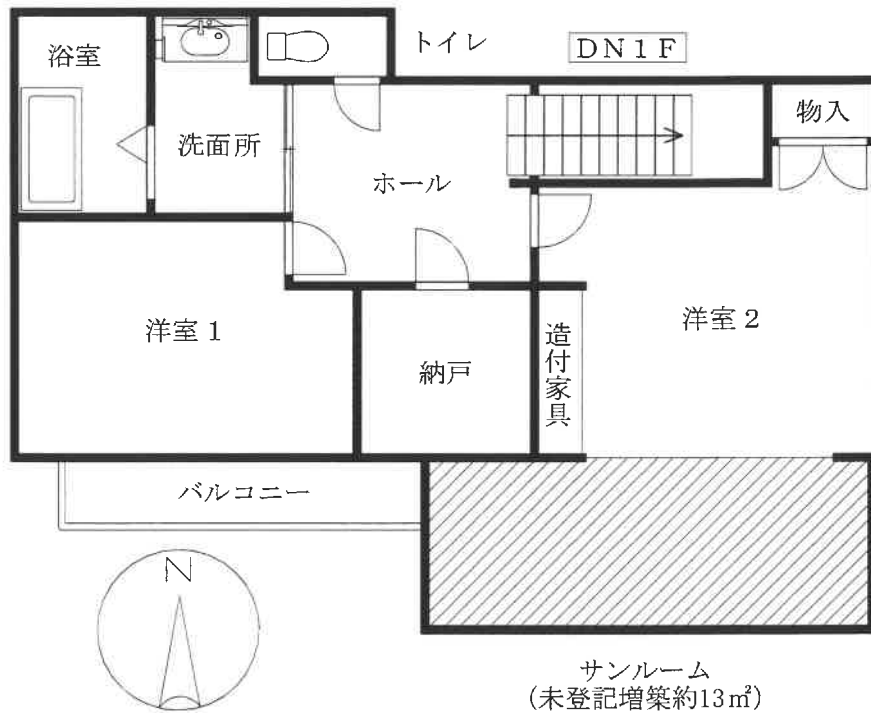 浴室
トイレ
DN1F
洗面所
物入
ホール
洋室1
納戸
造付家具
洋室2
バルコニー
N
サンルーム
(未登記増築約13㎡)